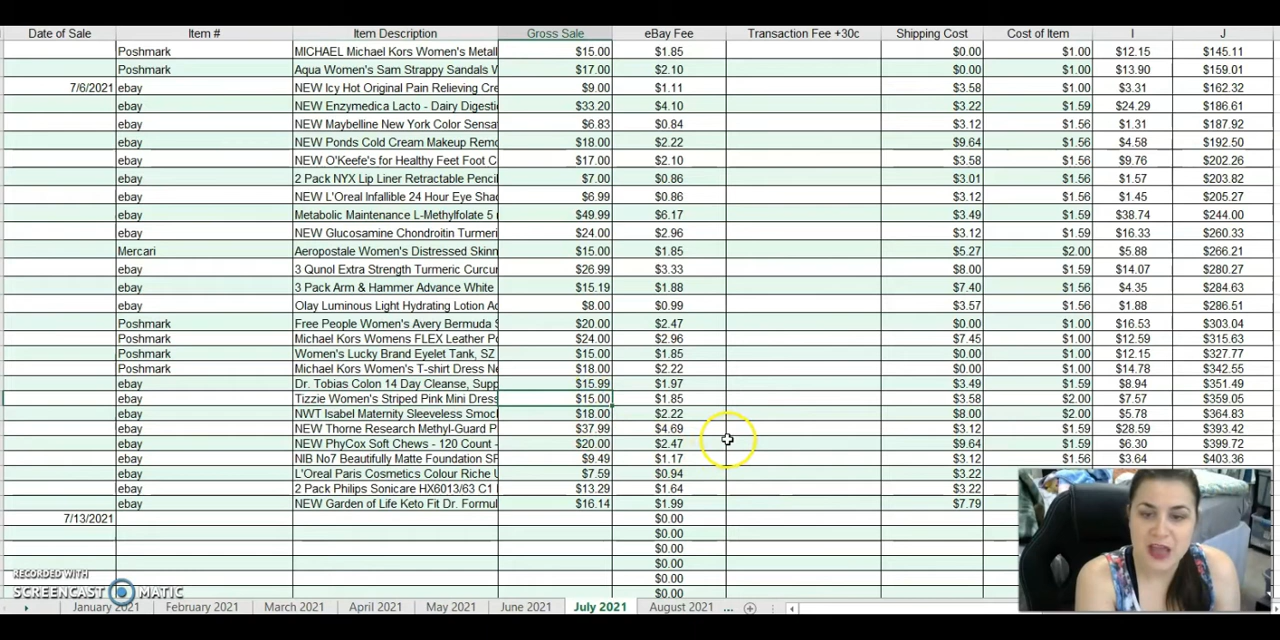 Date of Sale Item # Item Description Gross Sale eBay Fee Transaction Fee +30c Shipping Cost Cost of Item I J
Poshmark MICHAEL Michael Kors Women's Metall $15.00 $1.85 $0.00 $1.00 $12.15 $145.11
Poshmark Aqua Women's Sam Strappy Sandals W $17.00 $2.10 $0.00 $1.00 $13.90 $159.01
7/6/2021 ebay NEW Icy Hot Original Pain Relieving Cre $9.00 $1.11 $3.58 $1.00 $3.31 $162.32
ebay NEW Enzymedica Lacto - Dairy Digesti $33.20 $4.10 $3.22 $1.59 $24.29 $186.61
ebay NEW Maybelline New York Color Sensa $6.83 $0.84 $3.12 $1.56 $1.31 $187.92
ebay NEW Ponds Cold Cream Makeup Remo $18.00 $2.22 $9.64 $1.56 $4.58 $192.50
ebay NEW O'Keefe's for Healthy Feet Foot C $17.00 $2.10 $3.58 $1.56 $9.76 $202.26
ebay 2 Pack NYX Lip Liner Retractable Pencil $7.00 $0.86 $3.01 $1.56 $1.57 $203.82
ebay NEW L'Oreal Infallible 24 Hour Eye Sha $6.99 $0.86 $3.12 $1.56 $1.45 $205.27
ebay Metabolic Maintenance L-Methylfolate 5 $49.99 $6.17 $3.49 $1.59 $38.74 $244.00
ebay NEW Glucosamine Chondroitin Turmeri $24.00 $2.96 $3.12 $1.59 $16.33 $260.33
Mercari Aeropostale Women's Distressed Skinn $15.00 $1.85 $5.27 $2.00 $5.88 $266.21
ebay 3 Qunol Extra Strength Turmeric Curcu $26.99 $3.33 $8.00 $1.59 $14.07 $280.27
ebay 3 Pack Arm & Hammer Advance White $15.19 $1.88 $7.40 $1.56 $4.35 $284.63
ebay Olay Luminous Light Hydrating Lotion Ad $8.00 $0.99 $3.57 $1.56 $1.88 $286.51
Poshmark Free People Women's Avery Bermuda S $20.00 $2.47 $0.00 $1.00 $16.53 $303.04
Poshmark Michael Kors Womens FLEX Leather Po $24.00 $2.96 $7.45 $1.00 $12.59 $315.63
Poshmark Women's Lucky Brand Eyelet Tank, SZ $15.00 $1.85 $0.00 $1.00 $12.15 $327.77
Poshmark Michael Kors Women's T-shirt Dress Ne $18.00 $2.22 $0.00 $1.00 $14.78 $342.55
ebay Dr. Tobias Colon 14 Day Cleanse, Supp $15.99 $1.97 $3.49 $1.59 $8.94 $351.49
ebay Tizzie Women's Striped Pink Mini Dress $15.00 $1.85 $3.58 $2.00 $7.57 $359.05
ebay NWT Isabel Maternity Sleeveless Smoc $18.00 $2.22 $8.00 $2.00 $5.78 $364.83
ebay NEW Thorne Research Methyl-Guard P $37.99 $4.69 $3.12 $1.59 $28.59 $393.42
ebay NEW PhyCox Soft Chews - 120 Count - $20.00 $2.47 $9.64 $1.59 $6.30 $399.72
ebay NIB No7 Beautifully Matte Foundation SF $9.49 $1.17 $3.12 $1.56 $3.64 $403.36
ebay L'Oreal Paris Cosmetics Colour Riche U $7.59 $0.94 $3.22
ebay 2 Pack Philips Sonicare HX6013/63 C1 $13.29 $1.64 $3.22
ebay NEW Garden of Life Keto Fit Dr. Formul $16.14 $1.99 $7.79
7/13/2021 $0.00
$0.00
$0.00
$0.00
$0.00
RECORDED WITH
SCREENCAST MATIC
January 2021 February 2021 March 2021 April 2021 May 2021 June 2021 July 2021 August 2021 ...